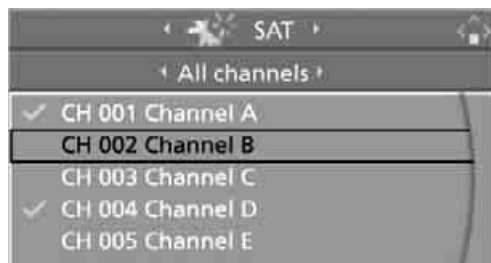 SAT
All channels
CH 001 Channel A
CH 002 Channel B
CH 003 Channel C
CH 004 Channel D
CH 005 Channel E